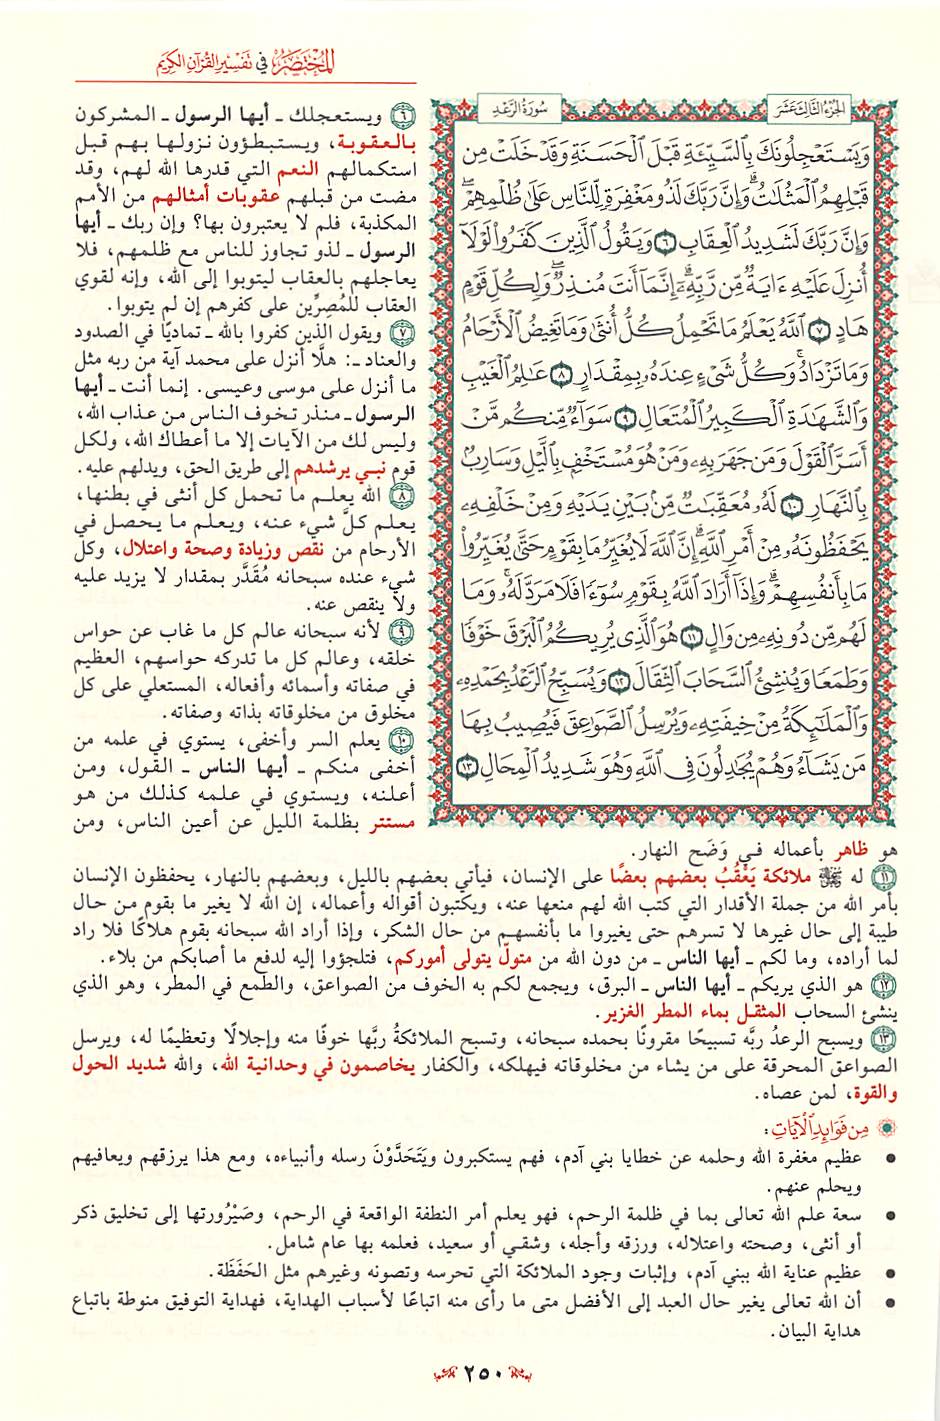 المختصر في تفسير القرآن الكريم
الجزء الثالث عشر
سورة الرعد
وَيَسْتَعْجِلُونَكَ بِٱلسَّيِّئَةِ قَبْلَ ٱلْحَسَنَةِ وَقَدْ خَلَتْ مِن
قَبْلِهِمُ ٱلْمَثُلَٰتُ ۗ وَإِنَّ رَبَّكَ لَذُو مَغْفِرَةٍ لِّلنَّاسِ عَلَىٰ ظُلْمِهِمْ ۖ
وَإِنَّ رَبَّكَ لَشَدِيدُ ٱلْعِقَابِ ٦ وَيَقُولُ ٱلَّذِينَ كَفَرُوا۟ لَوْلَآ
أُنزِلَ عَلَيْهِ ءَايَةٌ مِّن رَّبِّهِۦٓ ۗ إِنَّمَآ أَنتَ مُنذِرٌ ۖ وَلِكُلِّ قَوْمٍ
هَادٍ ٧ ٱللَّهُ يَعْلَمُ مَا تَحْمِلُ كُلُّ أُنثَىٰ وَمَا تَغِيضُ ٱلْأَرْحَامُ
وَمَا تَزْدَادُ ۖ وَكُلُّ شَىْءٍ عِندَهُۥ بِمِقْدَارٍ ٨ عَٰلِمُ ٱلْغَيْبِ
وَٱلشَّهَٰدَةِ ٱلْكَبِيرُ ٱلْمُتَعَالِ ٩ سَوَآءٌ مِّنكُم مَّنْ
أَسَرَّ ٱلْقَوْلَ وَمَن جَهَرَ بِهِۦ وَمَنْ هُوَ مُسْتَخْفٍۭ بِٱلَّيْلِ وَسَارِبٌۢ
بِٱلنَّهَارِ ١٠ لَهُۥ مُعَقِّبَٰتٌ مِّنۢ بَيْنِ يَدَيْهِ وَمِنْ خَلْفِهِۦ
يَحْفَظُونَهُۥ مِنْ أَمْرِ ٱللَّهِ ۗ إِنَّ ٱللَّهَ لَا يُغَيِّرُ مَا بِقَوْمٍ حَتَّىٰ يُغَيِّرُوا۟
مَا بِأَنفُسِهِمْ ۗ وَإِذَآ أَرَادَ ٱللَّهُ بِقَوْمٍ سُوٓءًا فَلَا مَرَدَّ لَهُۥ ۚ وَمَا
لَهُم مِّن دُونِهِۦ مِن وَالٍ ١١ هُوَ ٱلَّذِى يُرِيكُمُ ٱلْبَرْقَ خَوْفًا
وَطَمَعًا وَيُنشِئُ ٱلسَّحَابَ ٱلثِّقَالَ ١٢ وَيُسَبِّحُ ٱلرَّعْدُ بِحَمْدِهِۦ
وَٱلْمَلَٰٓئِكَةُ مِنْ خِيفَتِهِۦ وَيُرْسِلُ ٱلصَّوَٰعِقَ فَيُصِيبُ بِهَا
مَن يَشَآءُ وَهُمْ يُجَٰدِلُونَ فِى ٱللَّهِ وَهُوَ شَدِيدُ ٱلْمِحَالِ ١٣
٦ ويستعجلك ـ أيها الرسول ـ المشركون
بالعقوبة، ويستبطؤون نزولها بهم قبل
استكمالهم النعم التي قدرها الله لهم، وقد
مضت من قبلهم عقوبات أمثالهم من الأمم
المكذبة، فلم لا يعتبرون بها؟ وإن ربك ـ أيها
الرسول ـ لذو تجاوز للناس مع ظلمهم، فلا
يعاجلهم بالعقاب ليتوبوا إلى الله، وإنه لقوي
العقاب للمُصِرِّين على كفرهم إن لم يتوبوا.
٧ ويقول الذين كفروا بالله ـ تماديًا في الصدود
والعناد ـ: هلَّا أنزل على محمد آية من ربه مثل
ما أنزل على موسى وعيسى. إنما أنت ـ أيها
الرسول ـ منذر تخوف الناس من عذاب الله،
وليس لك من الآيات إلا ما أعطاك الله، ولكل
قوم نبي يرشدهم إلى طريق الحق، ويدلهم عليه.
٨ الله يعلم ما تحمل كل أنثى في بطنها،
يعلم كلَّ شيء عنه، ويعلم ما يحصل في
الأرحام من نقص وزيادة وصحة واعتلال، وكل
شيء عنده سبحانه مُقَدَّر بمقدار لا يزيد عليه
ولا ينقص عنه.
٩ لأنه سبحانه عالم كل ما غاب عن حواس
خلقه، وعالم كل ما تدركه حواسهم، العظيم
في صفاته وأسمائه وأفعاله، المستعلي على كل
مخلوق من مخلوقاته بذاته وصفاته.
١٠ يعلم السر وأخفى، يستوي في علمه من
أخفى منكم ـ أيها الناس ـ القول، ومن
أعلنه، ويستوي في علمه كذلك من هو
مستتر بظلمة الليل عن أعين الناس، ومن
هو ظاهر بأعماله في وَضَح النهار.
١١ له ﷺ ملائكة يَعْقُبُ بعضهم بعضًا على الإنسان، فيأتي بعضهم بالليل، وبعضهم بالنهار، يحفظون الإنسان
بأمر الله من جملة الأقدار التي كتب الله لهم منعها عنه، ويكتبون أقواله وأعماله، إن الله لا يغير ما بقوم من حال
طيبة إلى حال غيرها لا تسرهم حتى يغيروا ما بأنفسهم من حال الشكر، وإذا أراد الله سبحانه بقوم هلاكًا فلا راد
لما أراده، وما لكم ـ أيها الناس ـ من دون الله من متولّ يتولى أموركم، فتلجؤوا إليه لدفع ما أصابكم من بلاء.
١٢ هو الذي يريكم ـ أيها الناس ـ البرق، ويجمع لكم به الخوف من الصواعق، والطمع في المطر، وهو الذي
ينشئ السحاب المثقل بماء المطر الغزير.
١٣ ويسبح الرعدُ ربَّه تسبيحًا مقرونًا بحمده سبحانه، وتسبح الملائكةُ ربَّها خوفًا منه وإجلالًا وتعظيمًا له، ويرسل
الصواعق المحرقة على من يشاء من مخلوقاته فيهلكه، والكفار يخاصمون في وحدانية الله، والله شديد الحول
والقوة، لمن عصاه.
مِن فَوَائِدِ الآيَاتِ:
• عظيم مغفرة الله وحلمه عن خطايا بني آدم، فهم يستكبرون ويَتَحَدَّوْنَ رسله وأنبياءه، ومع هذا يرزقهم ويعافيهم
ويحلم عنهم.
• سعة علم الله تعالى بما في ظلمة الرحم، فهو يعلم أمر النطفة الواقعة في الرحم، وصَيْرُورتها إلى تخليق ذكر
أو أنثى، وصحته واعتلاله، ورزقه وأجله، وشقي أو سعيد، فعلمه بها عام شامل.
• عظيم عناية الله ببني آدم، وإثبات وجود الملائكة التي تحرسه وتصونه وغيرهم مثل الحَفَظَة.
• أن الله تعالى يغير حال العبد إلى الأفضل متى ما رأى منه اتباعًا لأسباب الهداية، فهداية التوفيق منوطة باتباع
هداية البيان.
٢٥٠